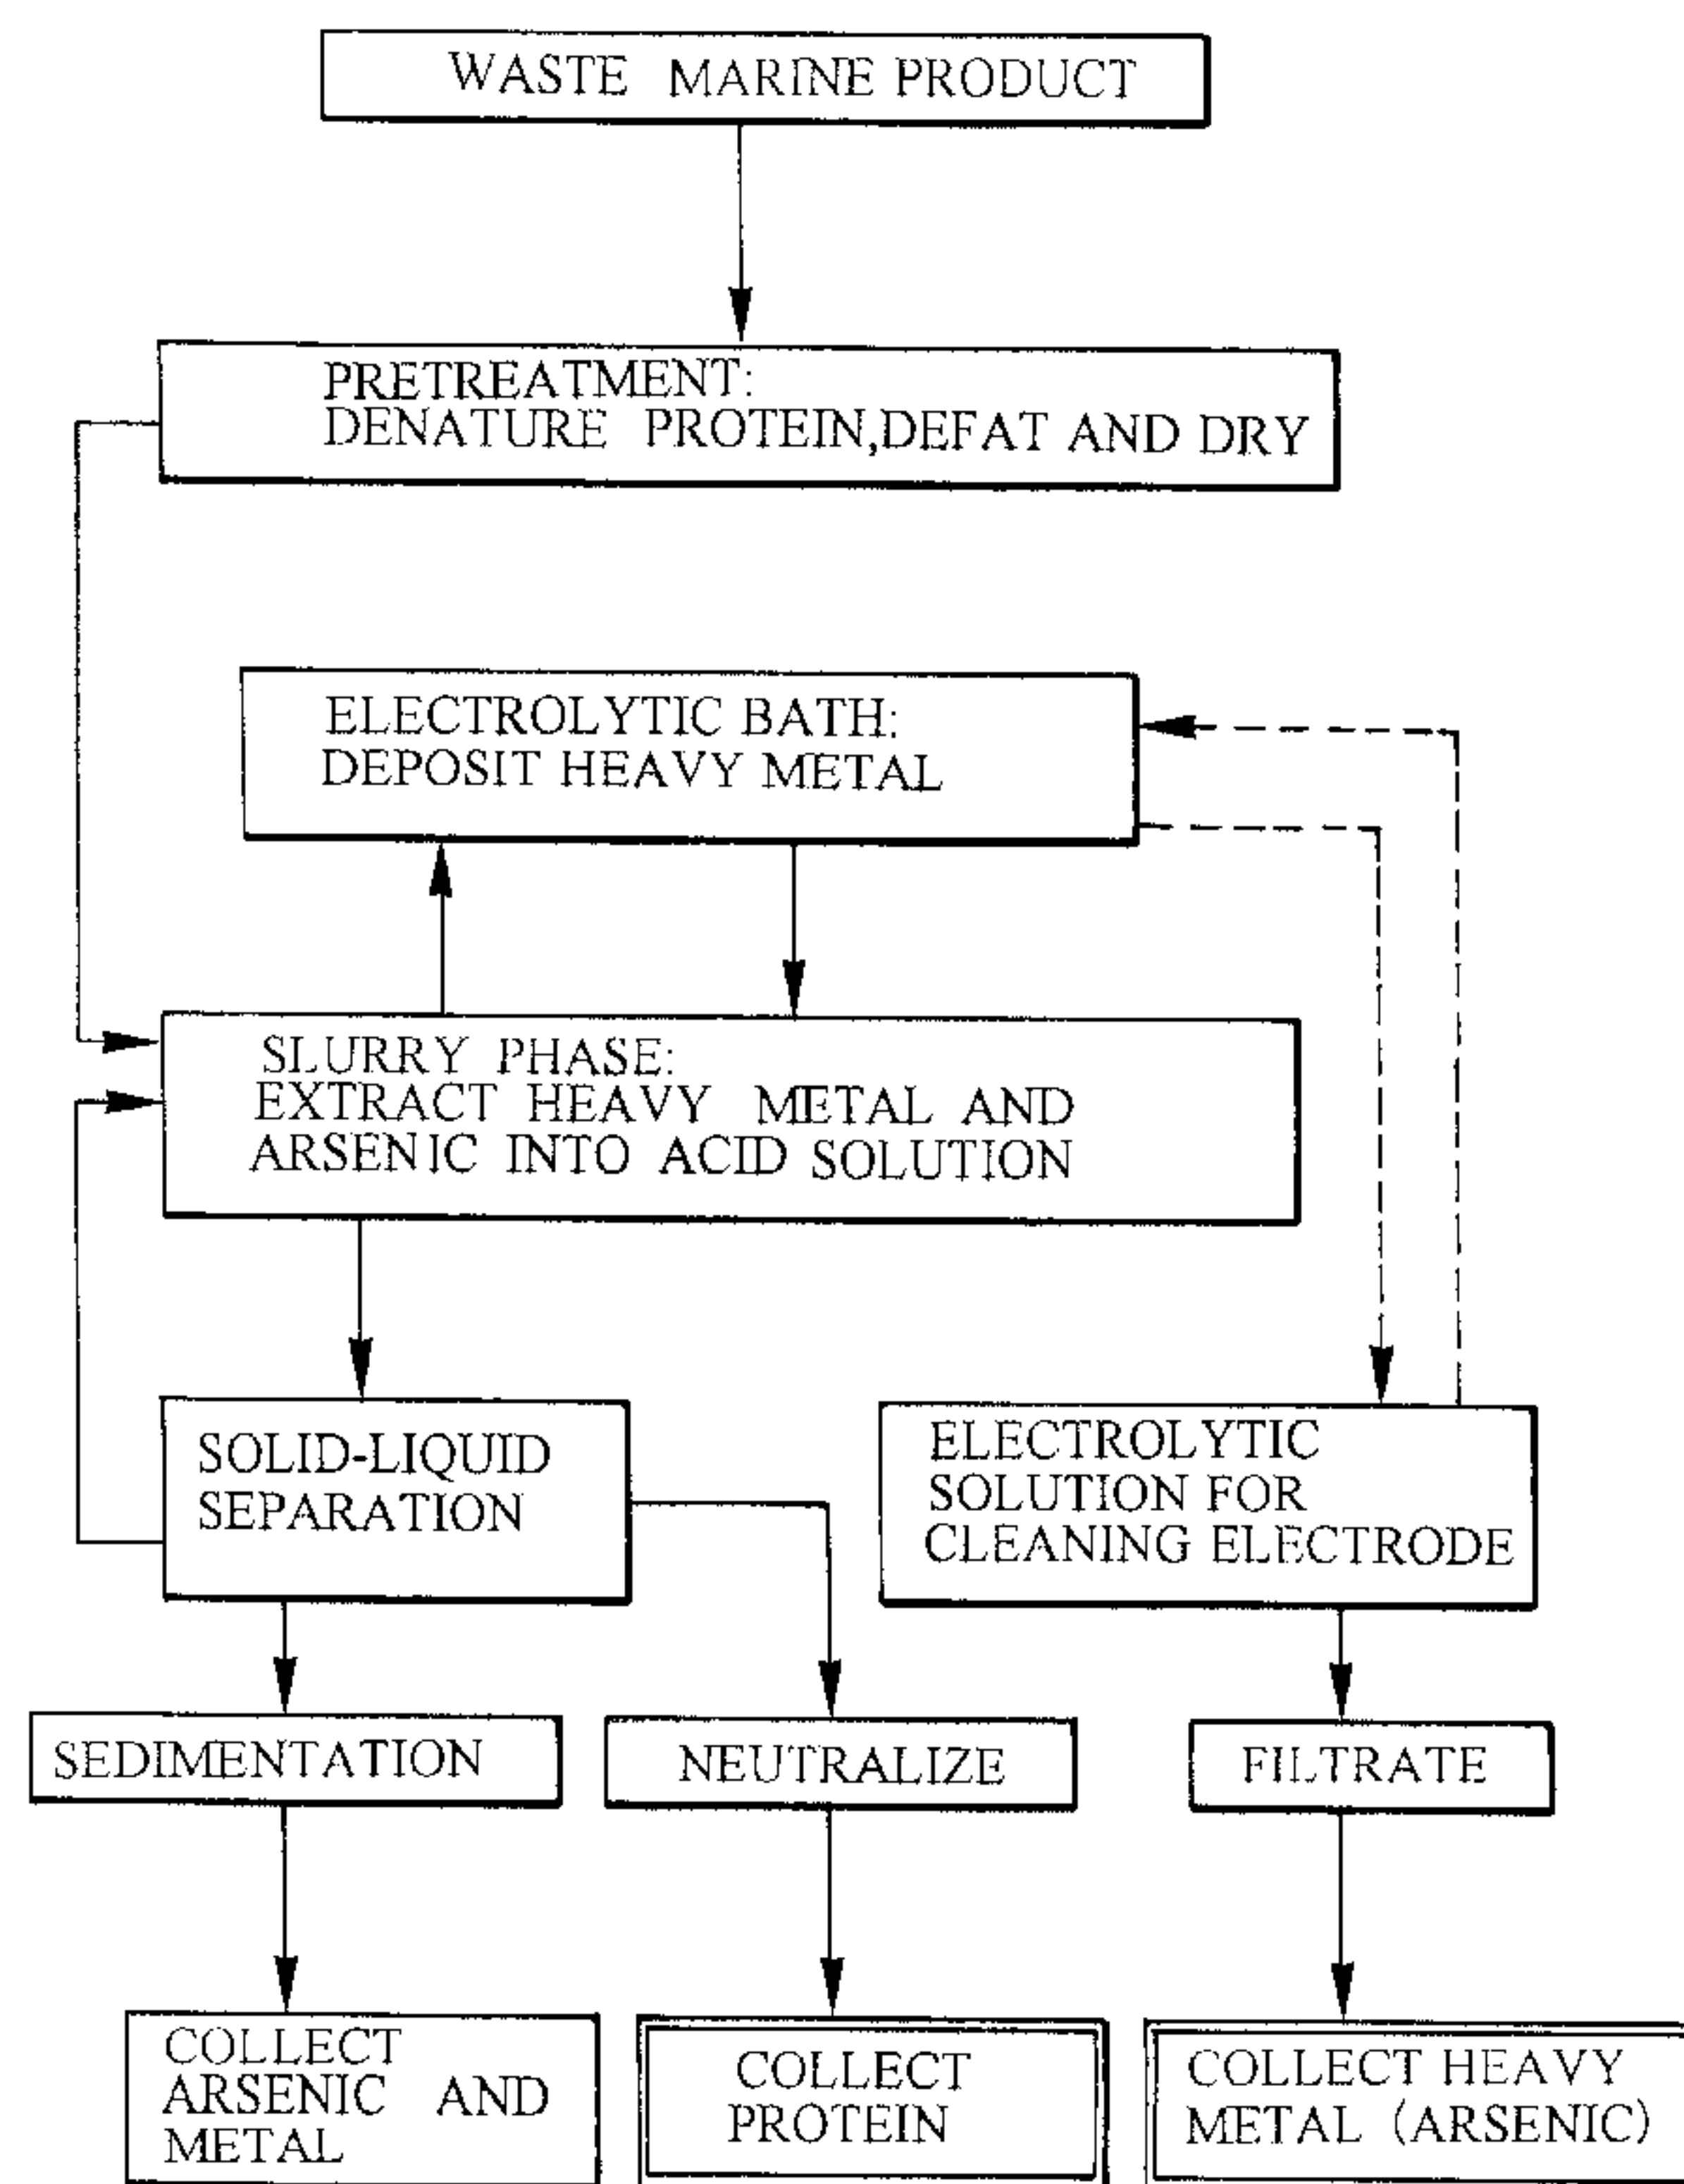 WASTE MARINE PRODUCT
PRETREATMENT:
DENATURE PROTEIN,DEFAT AND DRY
ELECTROLYTIC BATH:
DEPOSIT HEAVY METAL
SLURRY PHASE:
EXTRACT HEAVY METAL AND
ARSENIC INTO ACID SOLUTION
SOLID-LIQUID
SEPARATION
ELECTROLYTIC
SOLUTION FOR
CLEANING ELECTRODE
SEDIMENTATION
NEUTRALIZE
FILTRATE
COLLECT
ARSENIC AND
METAL
COLLECT
PROTEIN
COLLECT HEAVY
METAL (ARSENIC)